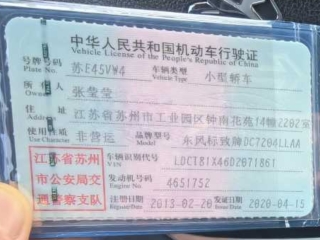 中华人民共和国机动车行驶证
Vehicle License of the People's Republic of China
号牌号码 苏E45VW4 车辆类型 小型轿车
Plate No. Vehicle Type
所有人 张莹莹
Owner
住址 江苏省苏州市工业园区钟南花苑14幢2202室
Address
使用性质 非营运 品牌型号 东风标致牌DC7204LLAA
Use Character Model
江苏省苏州
市公安局交
通警察支队
车辆识别代号 LDCT81X46D2071861
VIN
发动机号码 4651752
Engine No.
注册日期 2013-02-20 发证日期 2020-04-15
Register Date Issue Date